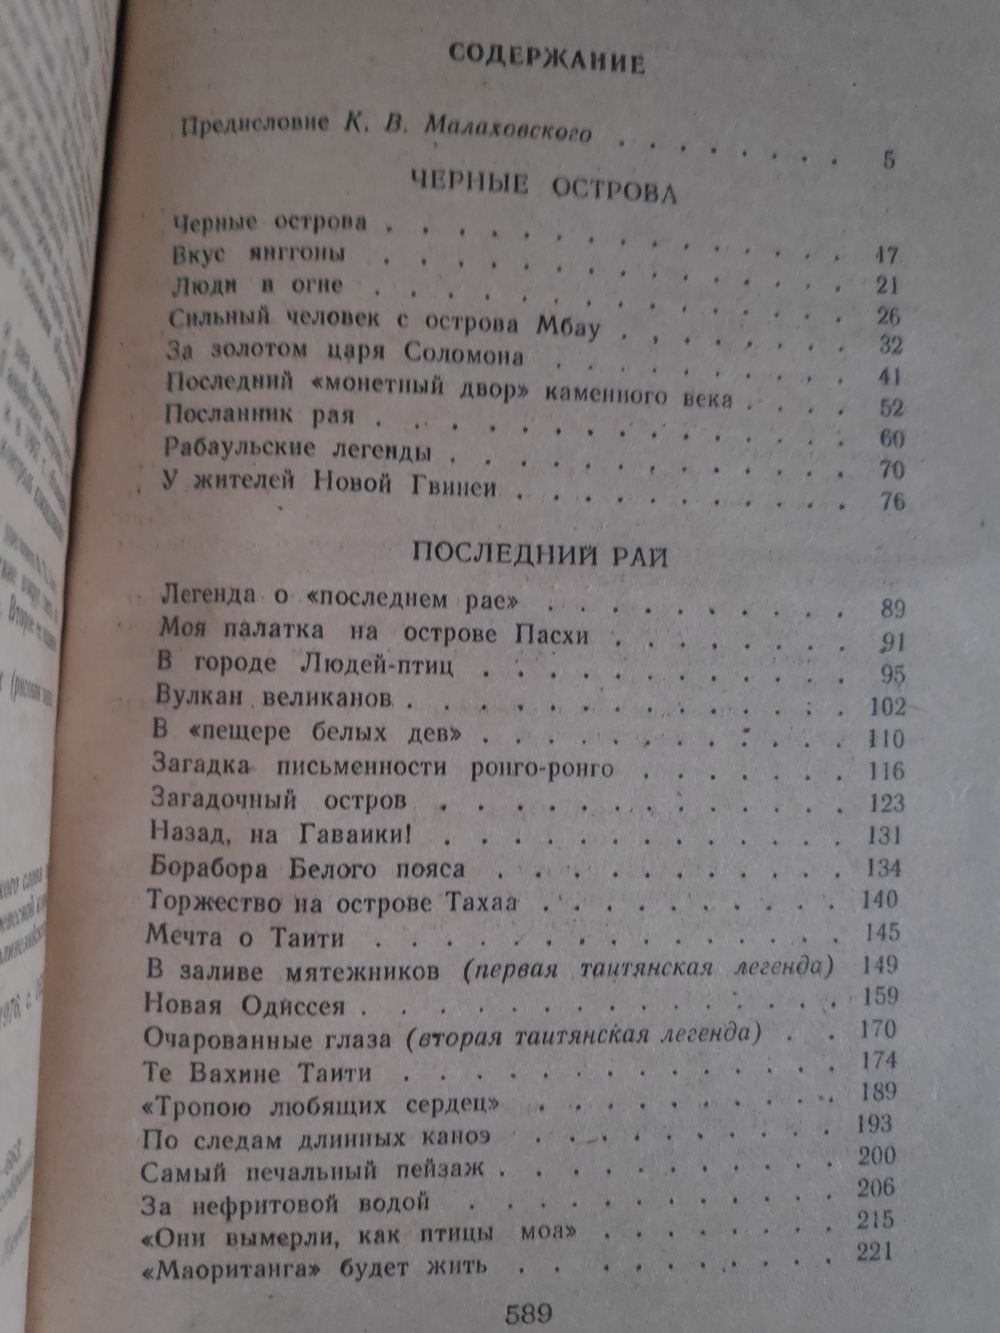 СОДЕРЖАНИЕ
Предисловие К. В. Малаховского . . . . . . . . 5
ЧЕРНЫЕ ОСТРОВА
Черные острова . . . . . . . . . . . . . 17
Вкус янггоны . . . . . . . . . . . . . 21
Люди в огне . . . . . . . . . . . . . 26
Сильный человек с острова Мбау . . . . . . . 32
За золотом царя Соломона . . . . . . . . . 41
Последний «монетный двор» каменного века . . . . 52
Посланник рая . . . . . . . . . . . . . 60
Рабаульские легенды . . . . . . . . . . . 70
У жителей Новой Гвинеи . . . . . . . . . . 76
ПОСЛЕДНИЙ РАЙ
Легенда о «последнем рае» . . . . . . . . . 89
Моя палатка на острове Пасхи . . . . . . . 91
В городе Людей-птиц . . . . . . . . . . . 95
Вулкан великанов . . . . . . . . . . . . 102
В «пещере белых дев» . . . . . . . . . . . 110
Загадка письменности ронго-ронго . . . . . . 116
Загадочный остров . . . . . . . . . . . 123
Назад, на Гаваики! . . . . . . . . . . . 131
Борабора Белого пояса . . . . . . . . . . 134
Торжество на острове Тахаа . . . . . . . . 140
Мечта о Таити . . . . . . . . . . . . . 145
В заливе мятежников (первая таитянская легенда) 149
Новая Одиссея . . . . . . . . . . . . . 159
Очарованные глаза (вторая таитянская легенда) . . 170
Те Вахине Таити . . . . . . . . . . . . 174
«Тропою любящих сердец» . . . . . . . . . 189
По следам длинных каноэ . . . . . . . . . 193
Самый печальный пейзаж . . . . . . . . . . 200
За нефритовой водой . . . . . . . . . . . 206
«Они вымерли, как птицы моа» . . . . . . . 215
«Маоританга» будет жить . . . . . . . . . 221
589